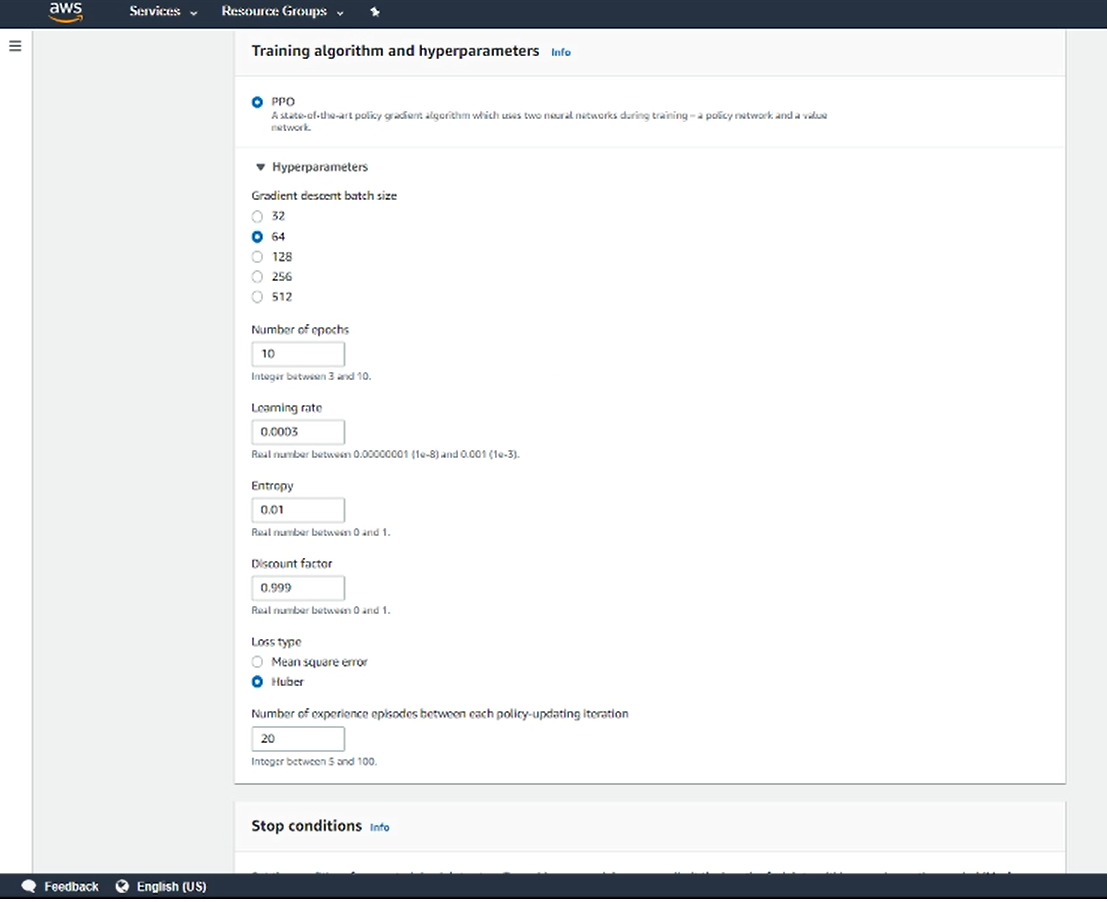 aws Services Resource Groups
Training algorithm and hyperparameters Info
PPO
A state-of-the-art policy gradient algorithm which uses two neural networks during training – a policy network and a value
network.
Hyperparameters
Gradient descent batch size
32
64
128
256
512
Number of epochs
10
Integer between 3 and 10.
Learning rate
0.0003
Real number between 0.00000001 (1e-8) and 0.001 (1e-3).
Entropy
0.01
Real number between 0 and 1.
Discount factor
0.999
Real number between 0 and 1.
Loss type
Mean square error
Huber
Number of experience episodes between each policy-updating iteration
20
Integer between 5 and 100.
Stop conditions Info
Feedback English (US)